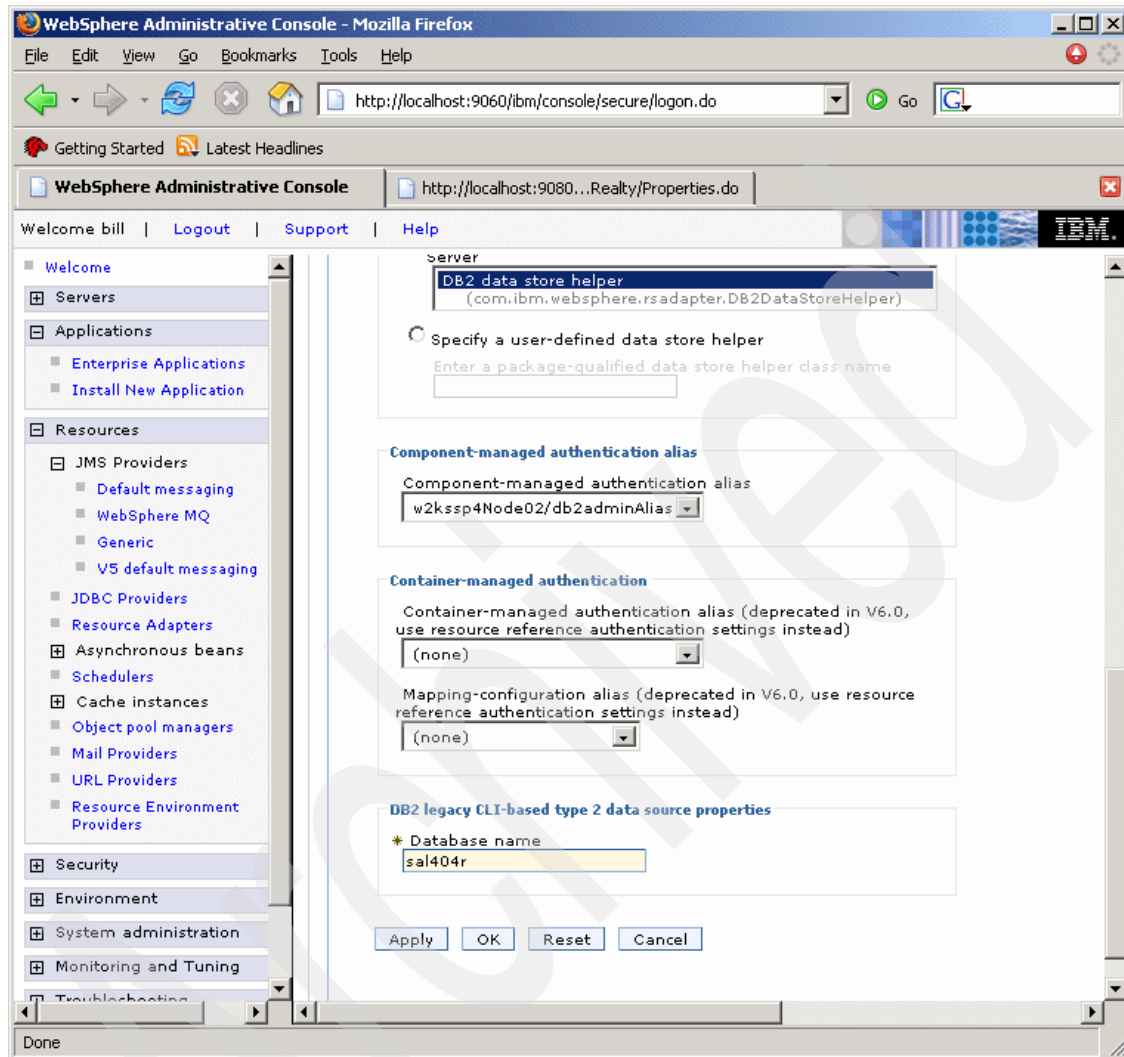 WebSphere Administrative Console - Mozilla Firefox
File Edit View Go Bookmarks Tools Help
http://localhost:9060/ibm/console/secure/logon.do Go G
Getting Started Latest Headlines
WebSphere Administrative Console http://localhost:9080...Realty/Properties.do
Welcome bill | Logout | Support | Help IBM.
Welcome
Servers
Applications
Enterprise Applications
Install New Application
Resources
JMS Providers
Default messaging
WebSphere MQ
Generic
V5 default messaging
JDBC Providers
Resource Adapters
Asynchronous beans
Schedulers
Cache instances
Object pool managers
Mail Providers
URL Providers
Resource Environment
Providers
Security
Environment
System administration
Monitoring and Tuning
Troubleshooting
Server
DB2 data store helper
(com.ibm.websphere.rsadapter.DB2DataStoreHelper)
Specify a user-defined data store helper
Enter a package-qualified data store helper class name
Component-managed authentication alias
Component-managed authentication alias
w2kssp4Node02/db2adminAlias
Container-managed authentication
Container-managed authentication alias (deprecated in V6.0,
use resource reference authentication settings instead)
(none)
Mapping-configuration alias (deprecated in V6.0, use resource
reference authentication settings instead)
(none)
DB2 legacy CLI-based type 2 data source properties
* Database name
sal404r
Apply OK Reset Cancel
Done
archived